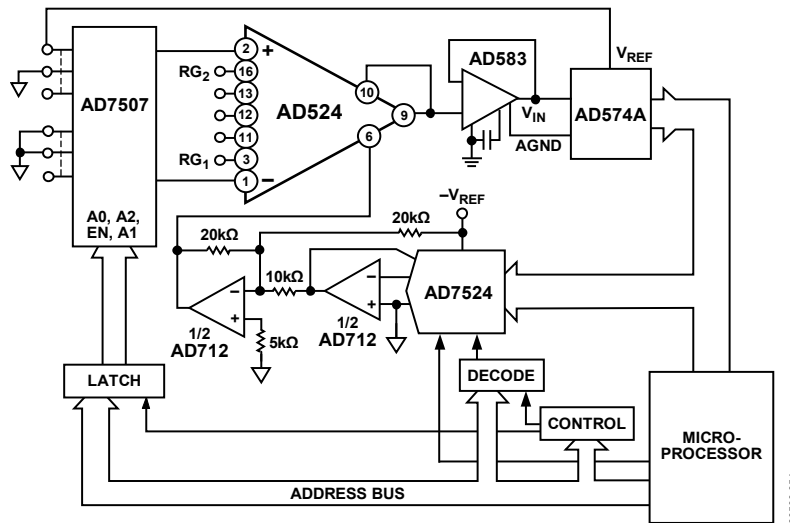 AD7507
A0, A2,
EN, A1
2
+
RG2
16
13
12
11
RG1
3
1
–
AD524
10
9
6
AD583
VIN
VREF
AD574A
AGND
–VREF
20kΩ
20kΩ
10kΩ
–
+
–
+
AD7524
1/2
AD712
5kΩ
1/2
AD712
LATCH
DECODE
CONTROL
MICRO-
PROCESSOR
ADDRESS BUS